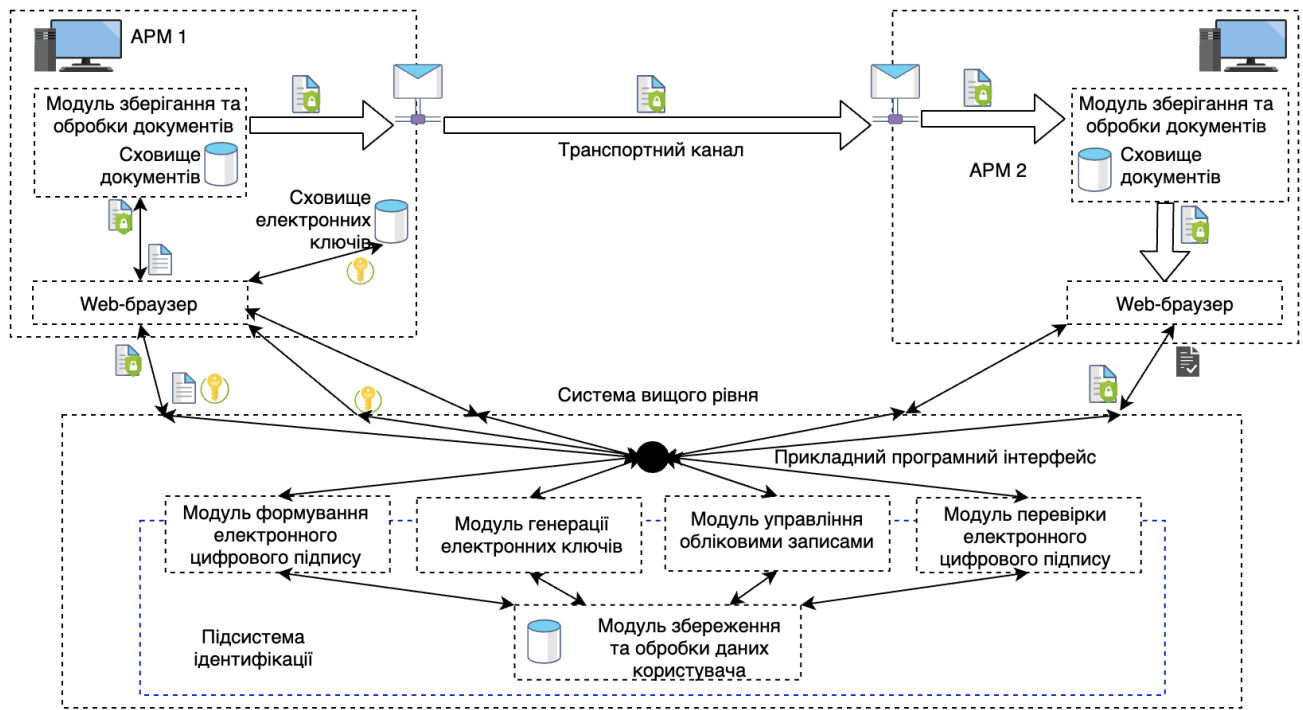 АРМ 1
Модуль зберігання та
обробки документів
Сховище
документів
Сховище
електронних
ключів
Web-браузер
Транспортний канал
АРМ 2
Модуль зберігання та
обробки документів
Сховище
документів
Web-браузер
Система вищого рівня
Прикладний програмний інтерфейс
Модуль формування
електронного
цифрового підпису
Модуль генерації
електронних ключів
Модуль управління
обліковими записами
Модуль перевірки
електронного
цифрового підпису
Підсистема
ідентифікації
Модуль збереження
та обробки даних
користувача